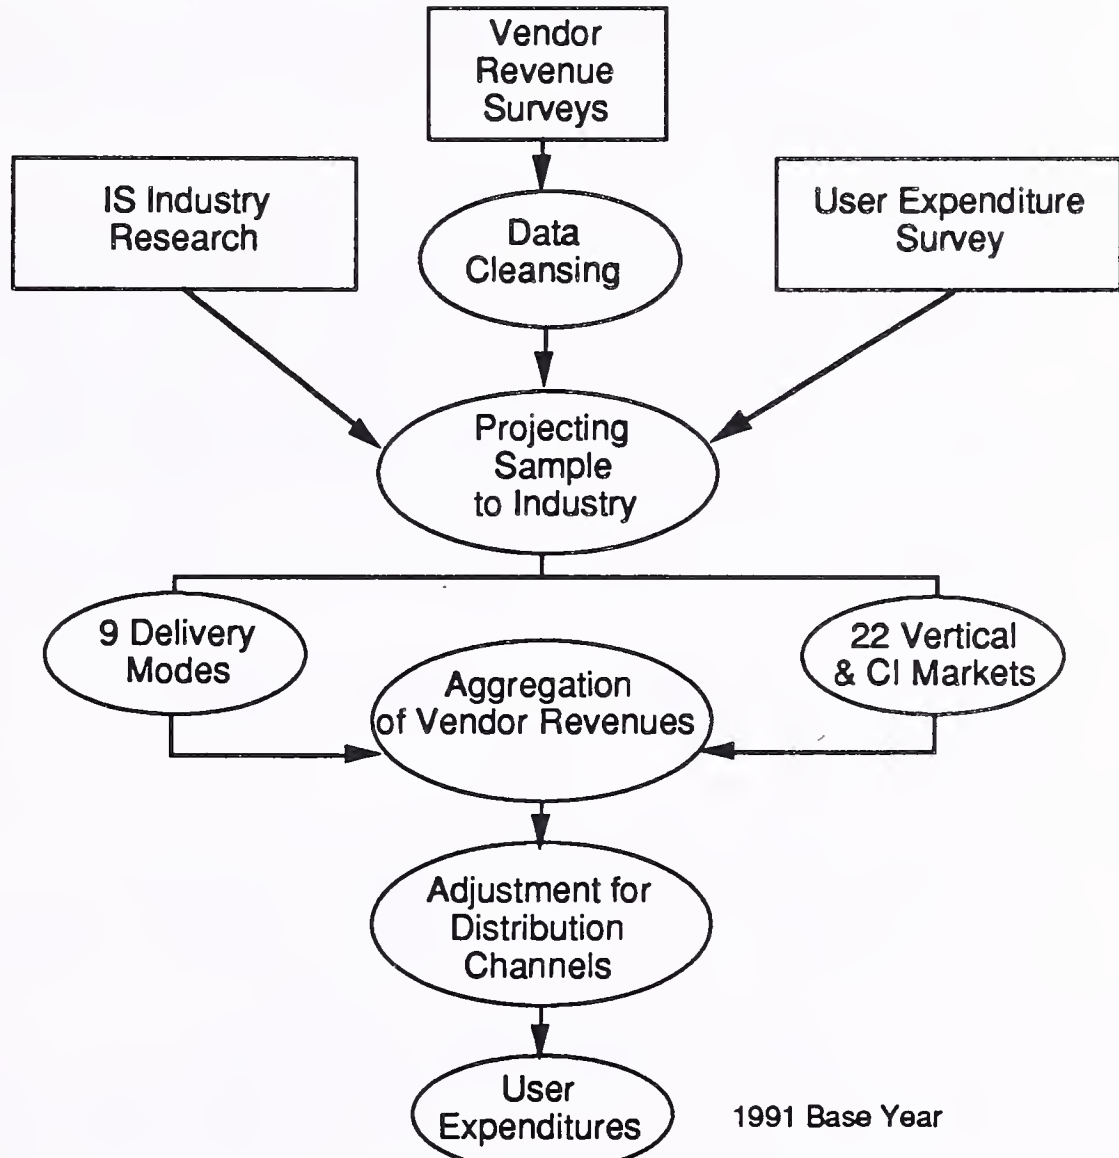 Vendor
Revenue
Surveys
IS Industry
Research
User Expenditure
Survey
Data
Cleansing
Projecting
Sample
to Industry
9 Delivery
Modes
22 Vertical
& CI Markets
Aggregation
of Vendor Revenues
Adjustment for
Distribution
Channels
User
Expenditures
1991 Base Year